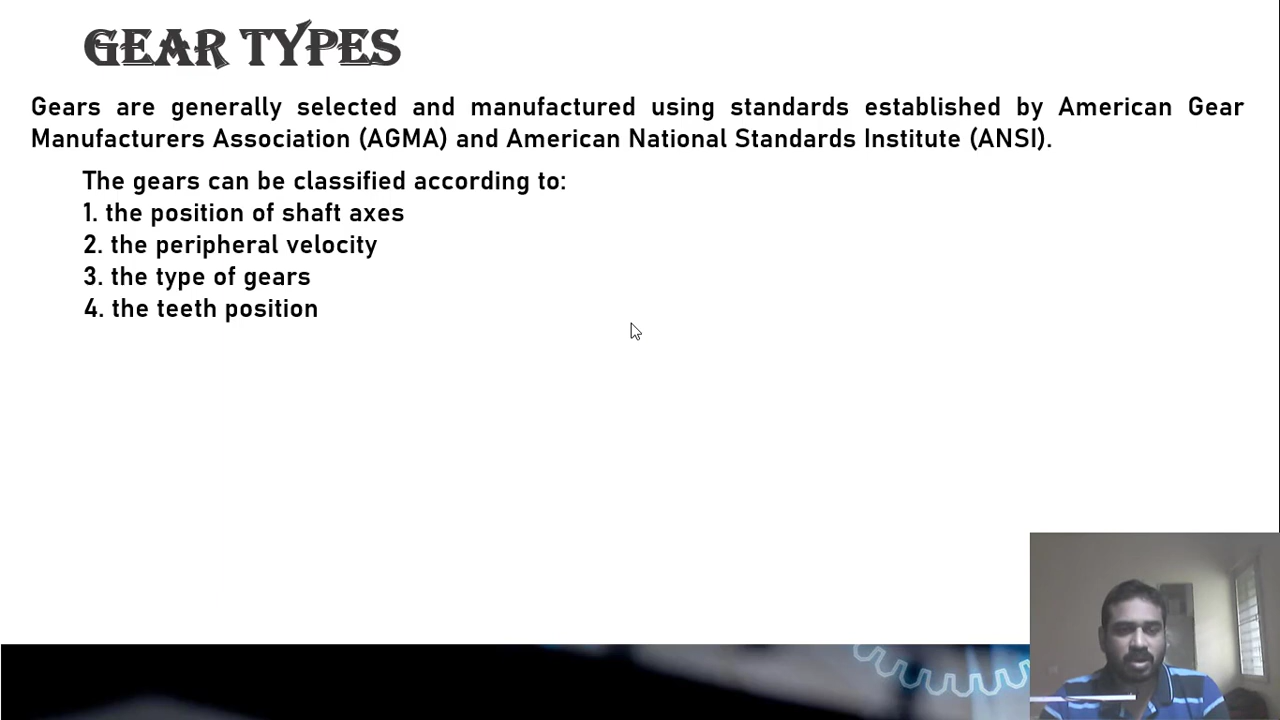 GEAR TYPES
Gears are generally selected and manufactured using standards established by American Gear
Manufacturers Association (AGMA) and American National Standards Institute (ANSI).
The gears can be classified according to:
1. the position of shaft axes
2. the peripheral velocity
3. the type of gears
4. the teeth position